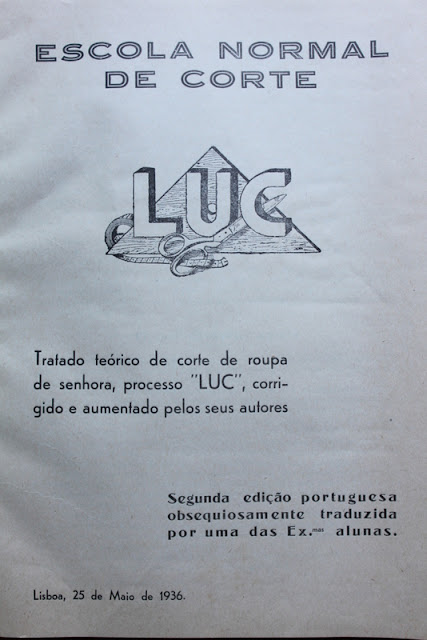 ESCOLA NORMAL
DE CORTE
LUC
Tratado teórico de corte de roupa
de senhora, processo "LUC", corri-
gido e aumentado pelos seus autores
Segunda edição portuguesa
obsequiosamente traduzida
por uma das Ex.mas alunas.
Lisboa, 25 de Maio de 1936.